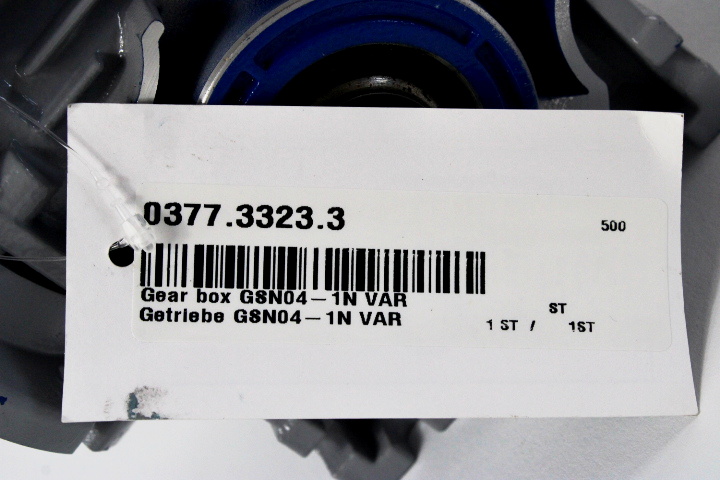 0377.3323.3
500
Gear box GSN04-1N VAR
Getriebe GSN04-1N VAR
ST
1 ST / 1ST